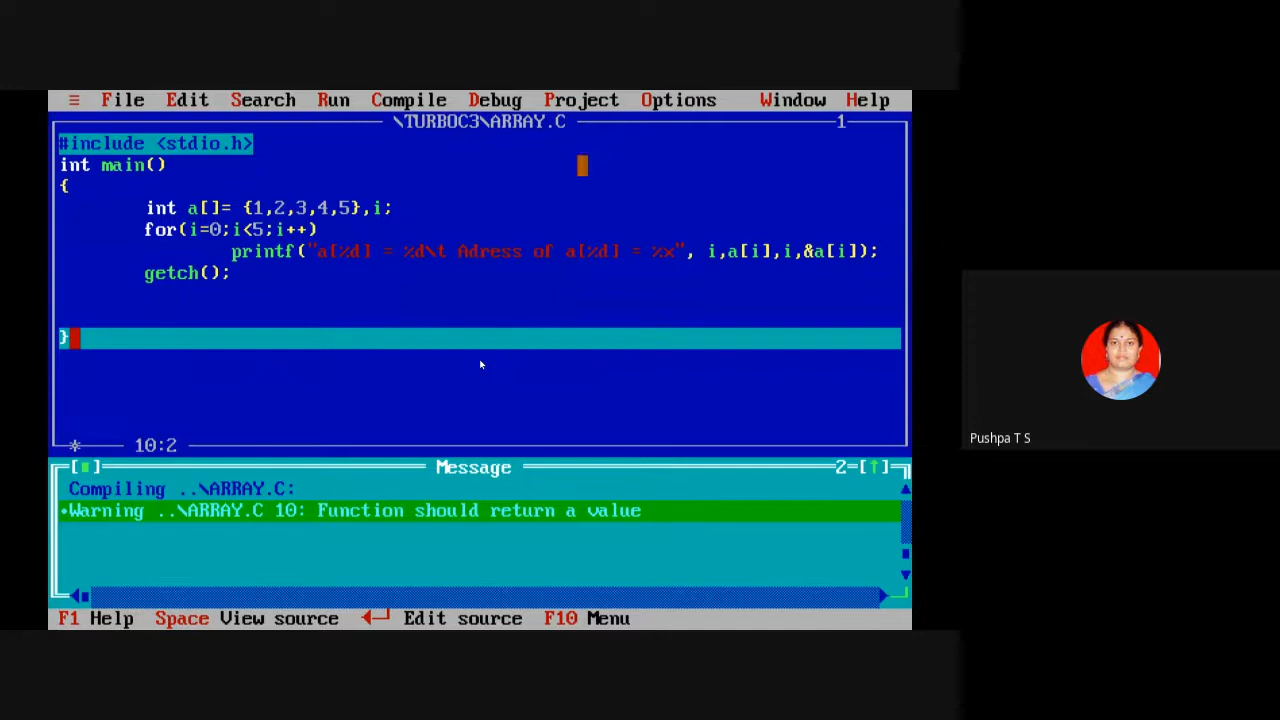 ≡ File Edit Search Run Compile Debug Project Options Window Help
\TURBOC3\ARRAY.C 1
#include <stdio.h>
int main()
{
int a[]= {1,2,3,4,5},i;
for(i=0;i<5;i++)
printf("a[%d] = %d\t Adress of a[%d] = %x", i,a[i],i,&a[i]);
getch();
}
10:2
Message 2=[↑]
Compiling ..\ARRAY.C:
•Warning ..\ARRAY.C 10: Function should return a value
F1 Help Space View source ◄┘ Edit source F10 Menu
Pushpa T S